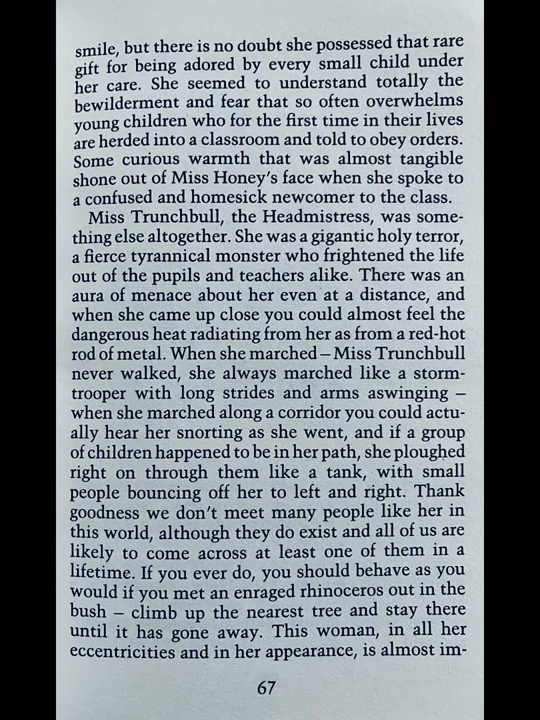 smile, but there is no doubt she possessed that rare
gift for being adored by every small child under
her care. She seemed to understand totally the
bewilderment and fear that so often overwhelms
young children who for the first time in their lives
are herded into a classroom and told to obey orders.
Some curious warmth that was almost tangible
shone out of Miss Honey's face when she spoke to
a confused and homesick newcomer to the class.
Miss Trunchbull, the Headmistress, was some-
thing else altogether. She was a gigantic holy terror,
a fierce tyrannical monster who frightened the life
out of the pupils and teachers alike. There was an
aura of menace about her even at a distance, and
when she came up close you could almost feel the
dangerous heat radiating from her as from a red-hot
rod of metal. When she marched – Miss Trunchbull
never walked, she always marched like a storm-
trooper with long strides and arms aswinging –
when she marched along a corridor you could actu-
ally hear her snorting as she went, and if a group
of children happened to be in her path, she ploughed
right on through them like a tank, with small
people bouncing off her to left and right. Thank
goodness we don't meet many people like her in
this world, although they do exist and all of us are
likely to come across at least one of them in a
lifetime. If you ever do, you should behave as you
would if you met an enraged rhinoceros out in the
bush – climb up the nearest tree and stay there
until it has gone away. This woman, in all her
eccentricities and in her appearance, is almost im-
67